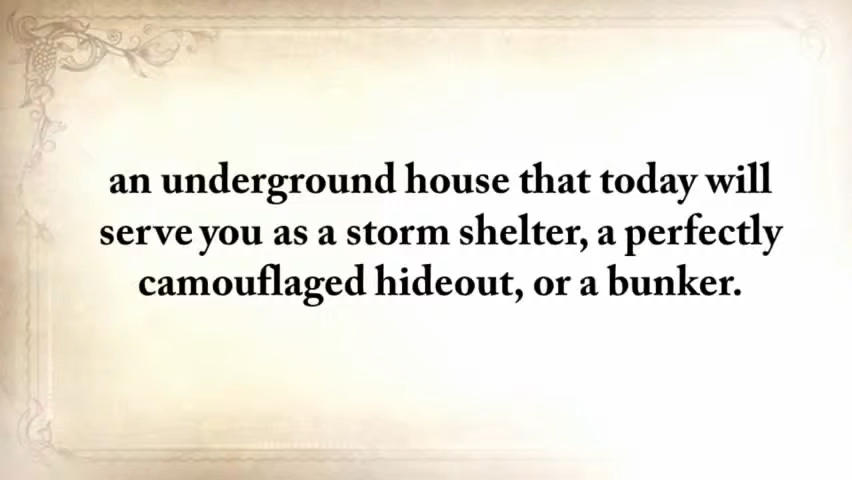 an underground house that today will
serve you as a storm shelter, a perfectly
camouflaged hideout, or a bunker.